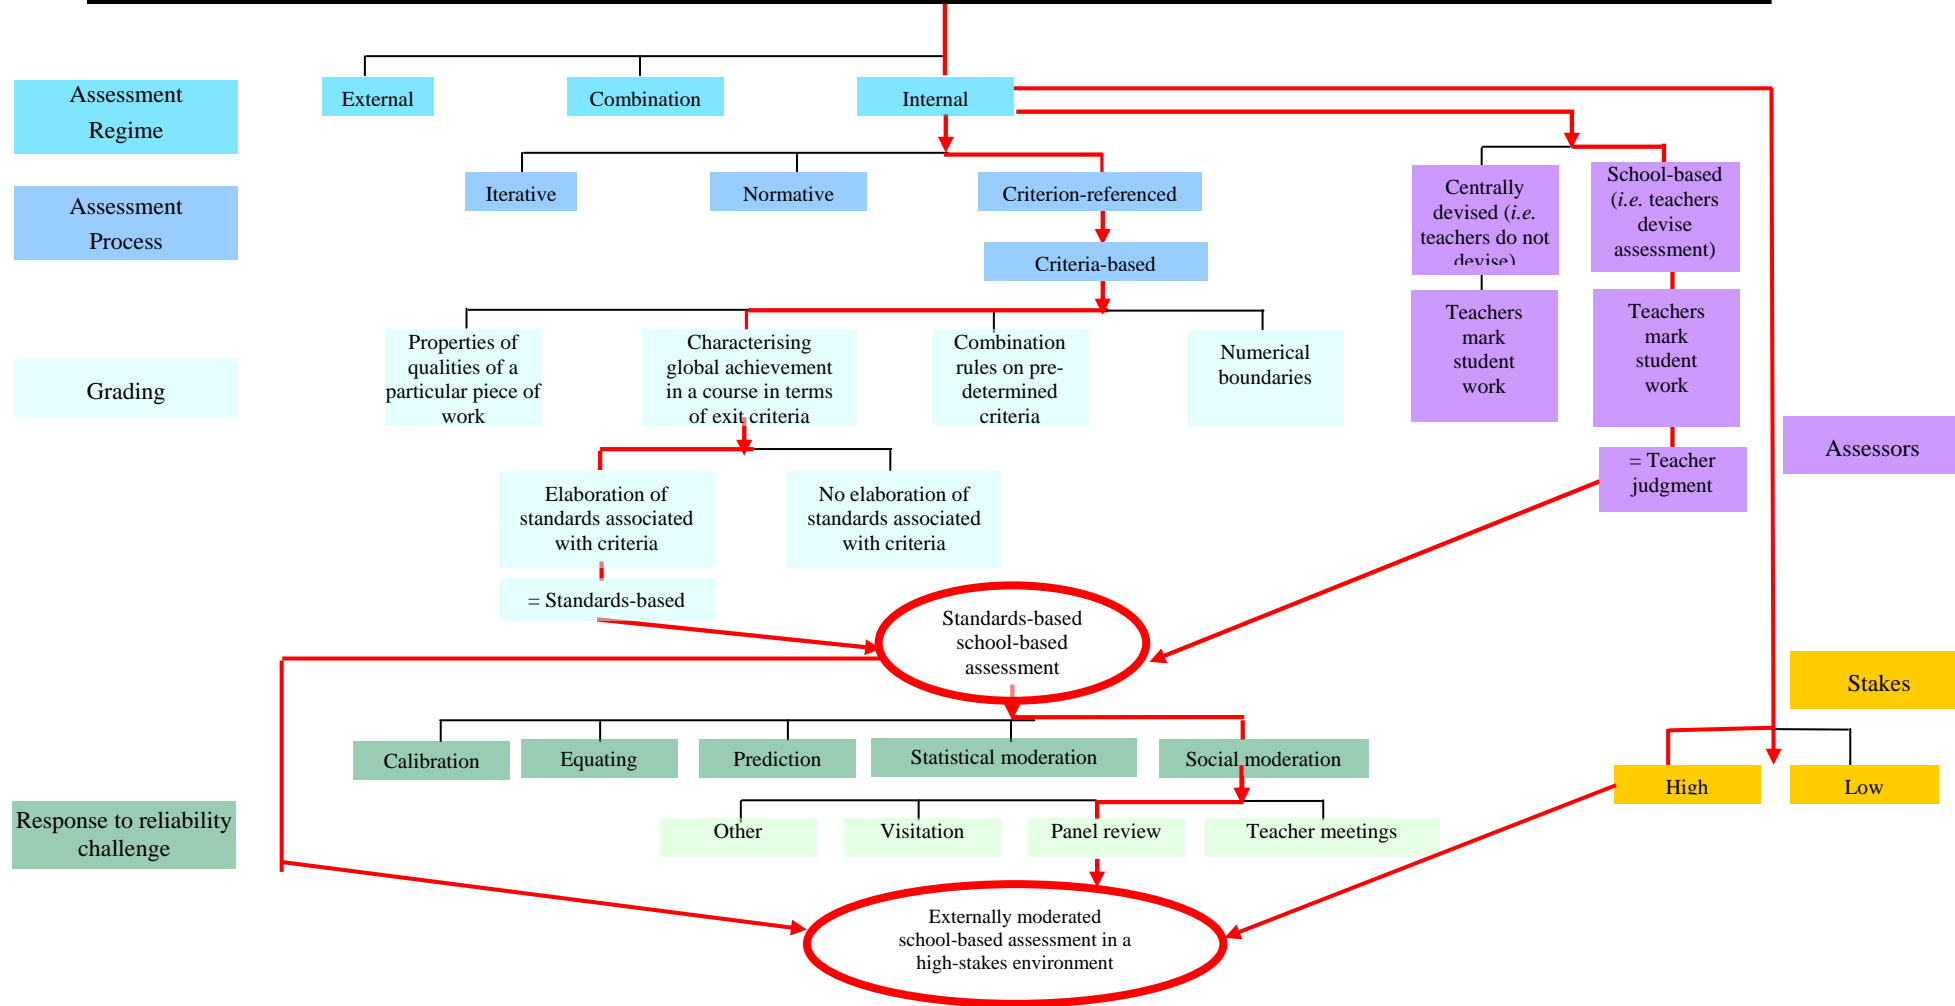 Assessment
Regime
External
Combination
Internal
Assessment
Process
Iterative
Normative
Criterion-referenced
Centrally
devised (i.e.
teachers do not
devise)
School-based
(i.e. teachers
devise
assessment)
Criteria-based
Grading
Properties of
qualities of a
particular piece of
work
Characterising
global achievement
in a course in terms
of exit criteria
Combination
rules on pre-
determined
criteria
Numerical
boundaries
Teachers
mark
student
work
Teachers
mark
student
work
Assessors
= Teacher
judgment
Elaboration of
standards associated
with criteria
No elaboration of
standards associated
with criteria
= Standards-based
Standards-based
school-based
assessment
Stakes
Calibration
Equating
Prediction
Statistical moderation
Social moderation
High
Low
Response to reliability
challenge
Other
Visitation
Panel review
Teacher meetings
Externally moderated
school-based assessment in a
high-stakes environment